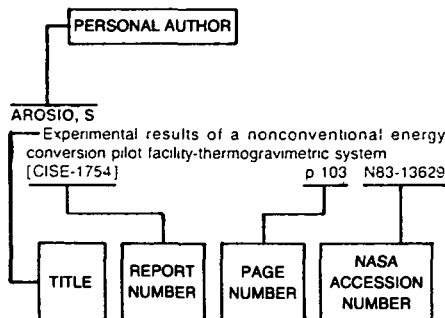 PERSONAL AUTHOR
AROSIO, S
Experimental results of a nonconventional energy
conversion pilot facility-thermogravimetric system
[CISE-1754] p 103 N83-13629
TITLE
REPORT
NUMBER
PAGE
NUMBER
NASA
ACCESSION
NUMBER